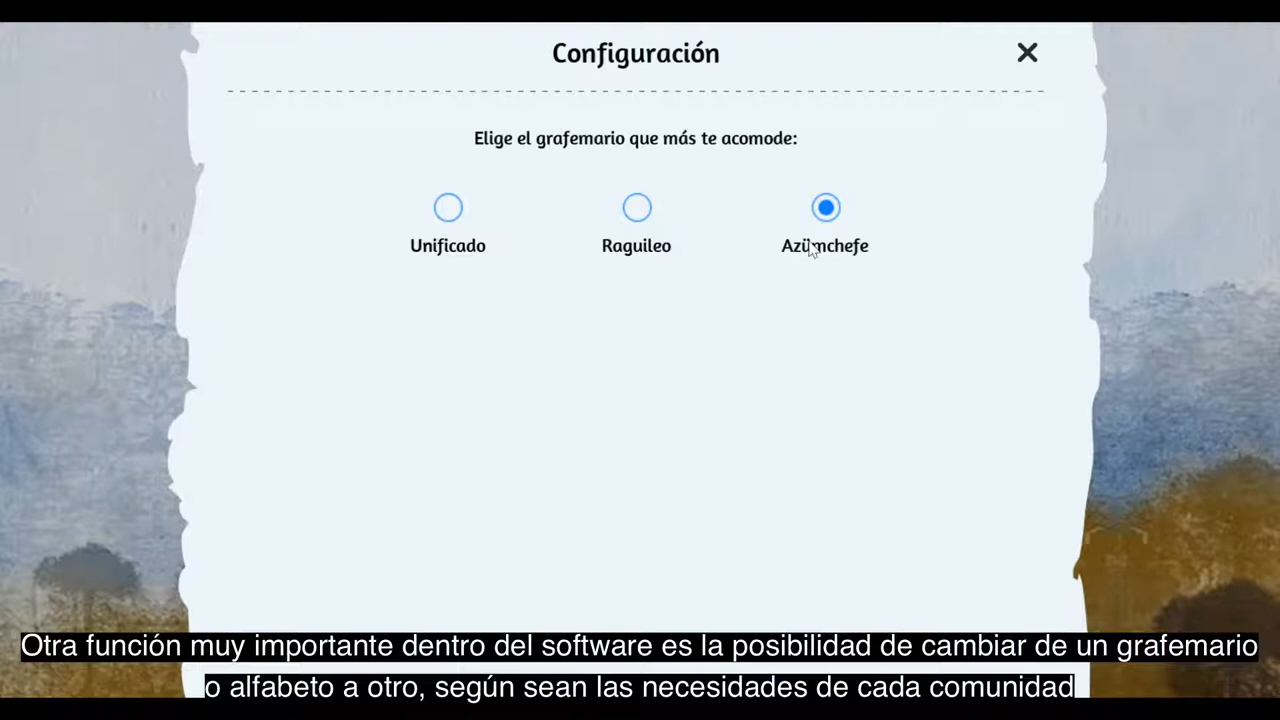 Configuración
Elige el grafemario que más te acomode:
Unificado
Raguileo
Azümchefe
Otra función muy importante dentro del software es la posibilidad de cambiar de un grafemario
o alfabeto a otro, según sean las necesidades de cada comunidad